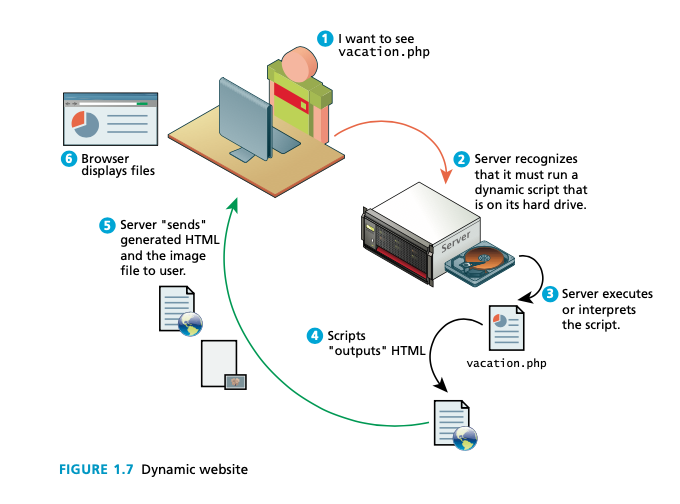 1 I want to see
vacation.php
2 Server recognizes
that it must run a
dynamic script that
is on its hard drive.
Server
3 Server executes
or interprets
the script.
vacation.php
4 Scripts
"outputs" HTML
5 Server "sends"
generated HTML
and the image
file to user.
6 Browser
displays files
FIGURE 1.7 Dynamic website